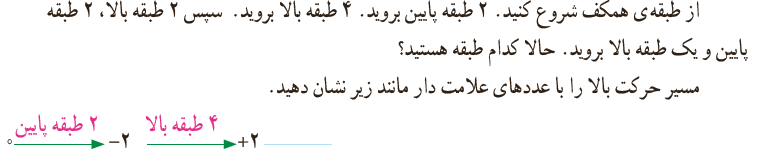 از طبقه‌ی همکف شروع کنید. ۲ طبقه پایین بروید. ۴ طبقه بالا بروید. سپس ۲ طبقه بالا، ۲ طبقه
پایین و یک طبقه بالا بروید. حالا کدام طبقه هستید؟
مسیر حرکت بالا را با عددهای علامت دار مانند زیر نشان دهید.
۲ طبقه پایین ۴ طبقه بالا
۰ −۲ +۲